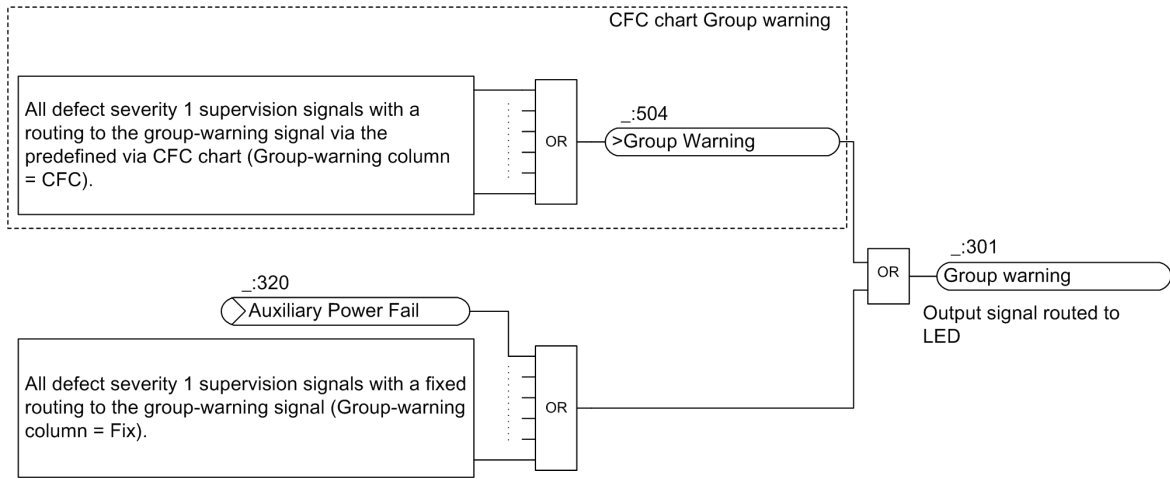 CFC chart Group warning
All defect severity 1 supervision signals with a
routing to the group-warning signal via the
predefined via CFC chart (Group-warning column
= CFC).
OR
_:504
>Group Warning
_:320
Auxiliary Power Fail
All defect severity 1 supervision signals with a fixed
routing to the group-warning signal (Group-warning
column = Fix).
OR
OR
_:301
Group warning
Output signal routed to
LED